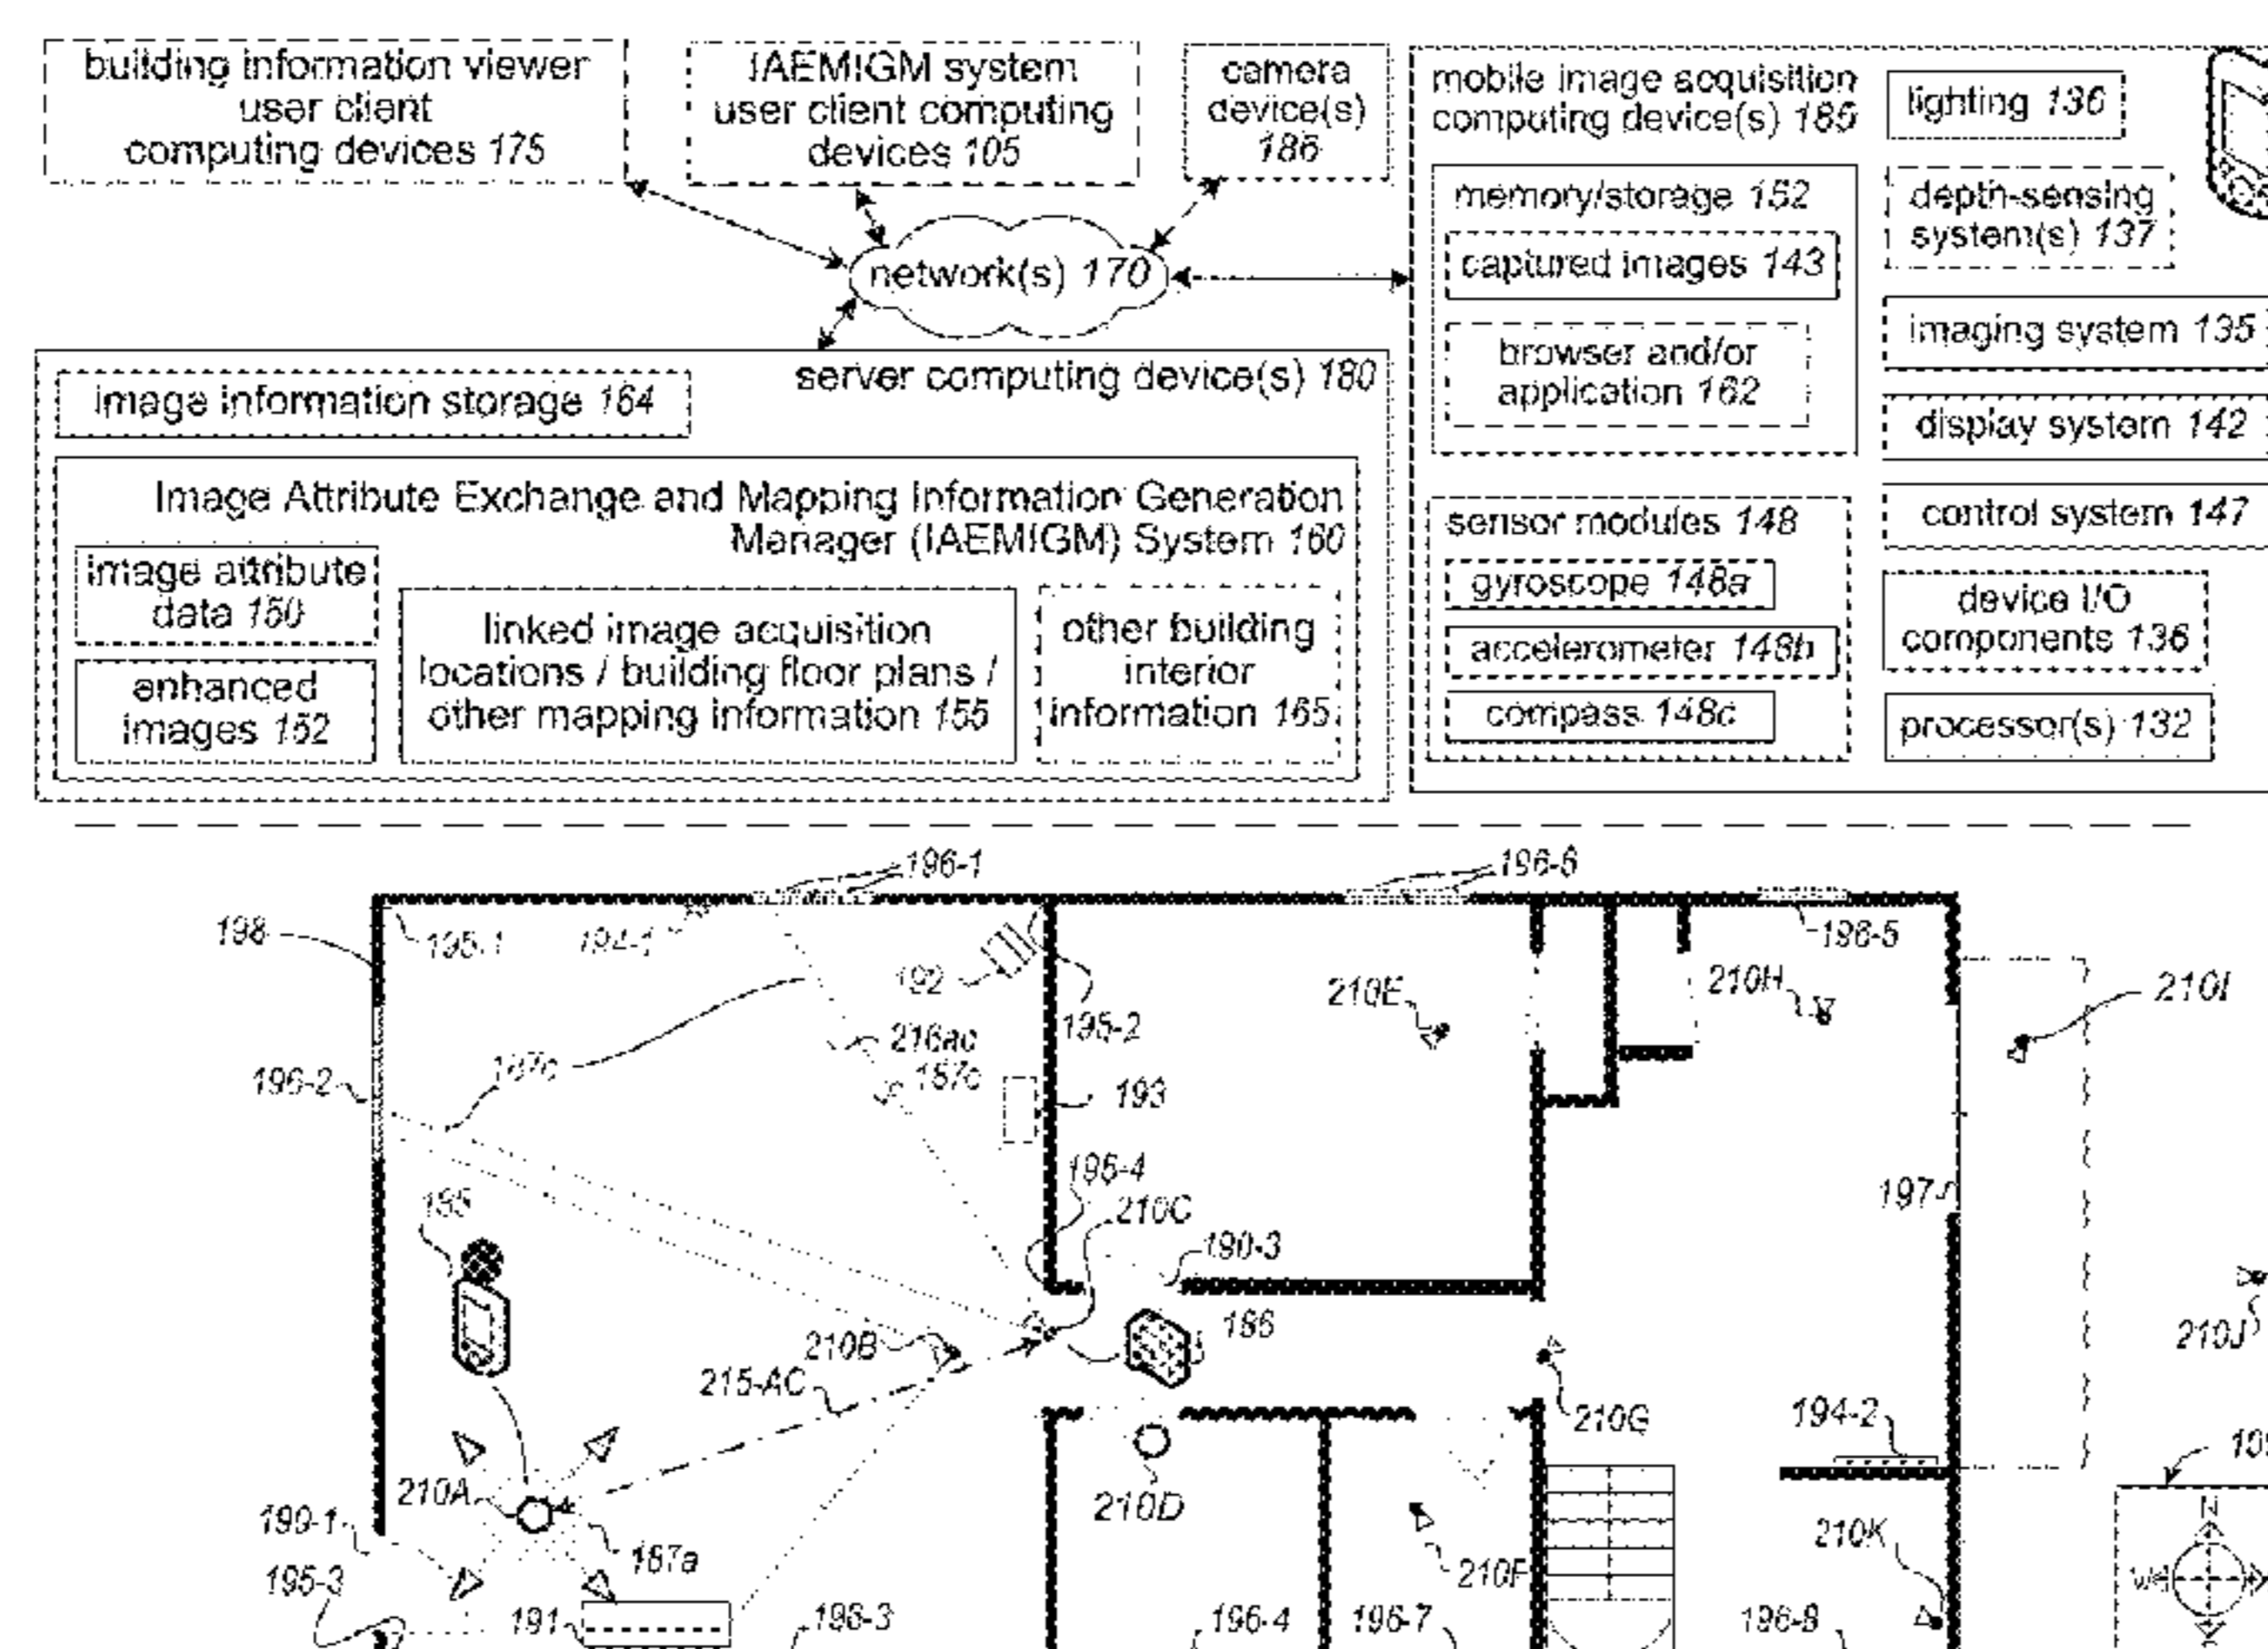 building information viewer
user client
computing devices 175
IAEMIGM system
user client computing
devices 105
camera
device(s)
186
mobile image acquisition
computing device(s) 185
lighting 136
memory/storage 152
depth-sensing
system(s) 137
captured images 143
network(s) 170
imaging system 135
browser and/or
application 162
server computing device(s) 180
image information storage 164
display system 142
Image Attribute Exchange and Mapping Information Generation
Manager (IAEMIGM) System 160
sensor modules 148
control system 147
image attribute
data 150
gyroscope 148a
device I/O
components 136
linked image acquisition
locations / building floor plans /
other mapping information 155
other building
interior
information 165
accelerometer 148b
enhanced
images 152
compass 148c
processor(s) 132
196-1
196-6
198
195-1
194-1
196-5
192
210E
210H
210I
195-2
216ac
196-2
187c
187c
193
195-4
210C
197
185
190-3
186
210B
210J
215-AC
210G
194-2
210A
210D
N
190-1
210K
187a
210F
W
195-3
191
196-3
196-4
196-7
196-8